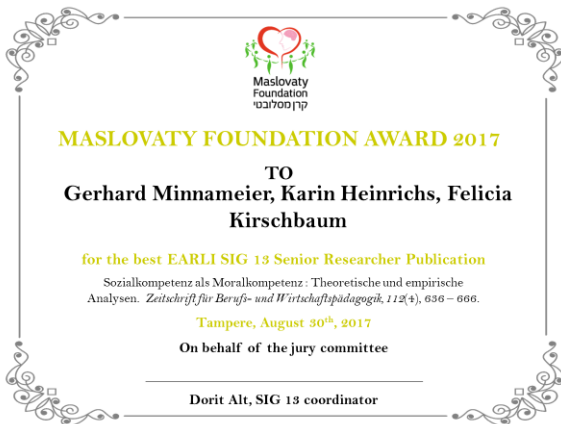 Maslovaty
Foundation
קרן מסלובטי
MASLOVATY FOUNDATION AWARD 2017
TO
Gerhard Minnameier, Karin Heinrichs, Felicia
Kirschbaum
for the best EARLI SIG 13 Senior Researcher Publication
Sozialkompetenz als Moralkompetenz : Theoretische und empirische
Analysen. Zeitschrift für Berufs- und Wirtschaftspädagogik, 112(4), 636 – 666.
Tampere, August 30th, 2017
On behalf of the jury committee
Dorit Alt, SIG 13 coordinator